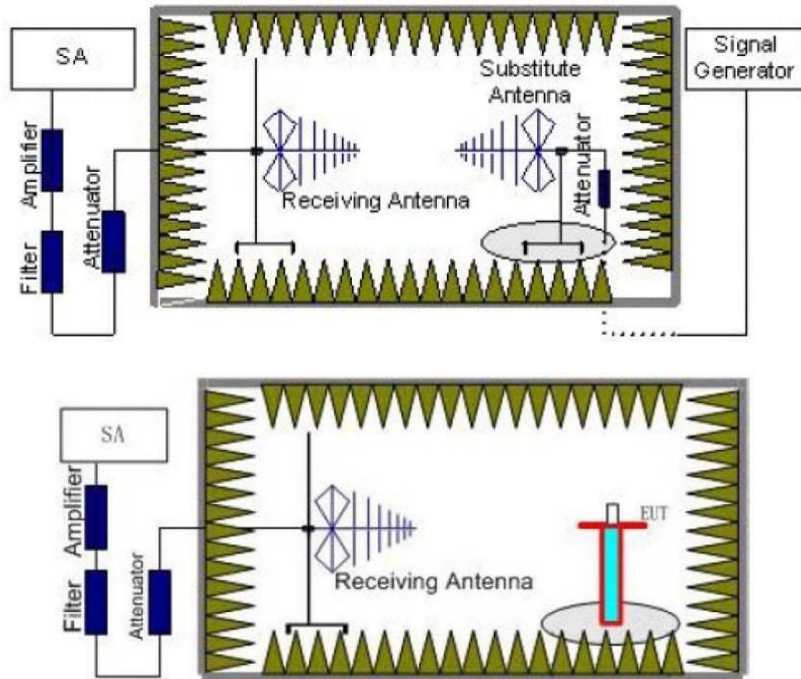 SA
Signal
Generator
Substitute
Antenna
Amplifier
Attenuator
Attenuator
Receiving Antenna
Filter
SA
Amplifier
EUT
Filter
Attenuator
Receiving Antenna